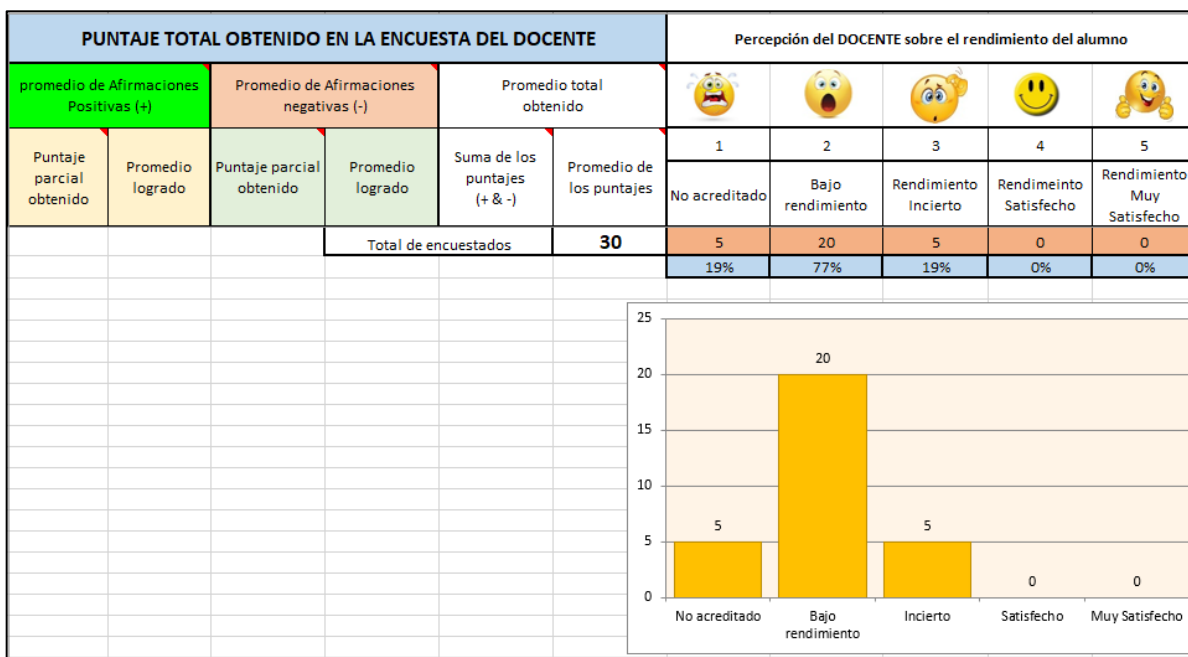 PUNTAJE TOTAL OBTENIDO EN LA ENCUESTA DEL DOCENTE
Percepción del DOCENTE sobre el rendimiento del alumno
promedio de Afirmaciones
Positivas (+)
Promedio de Afirmaciones
negativas (-)
Promedio total
obtenido
Puntaje
parcial
obtenido
Promedio
logrado
Puntaje parcial
obtenido
Promedio
logrado
Suma de los
puntajes
(+ & -)
Promedio de
los puntajes
1 2 3 4 5
No acreditado
Bajo
rendimiento
Rendimiento
Incierto
Rendimeinto
Satisfecho
Rendimiento
Muy
Satisfecho
Total de encuestados 30 5 20 5 0 0
19% 77% 19% 0% 0%
25
20
15
10
5
0
5
20
5
0
0
No acreditado
Bajo
rendimiento
Incierto
Satisfecho
Muy Satisfecho